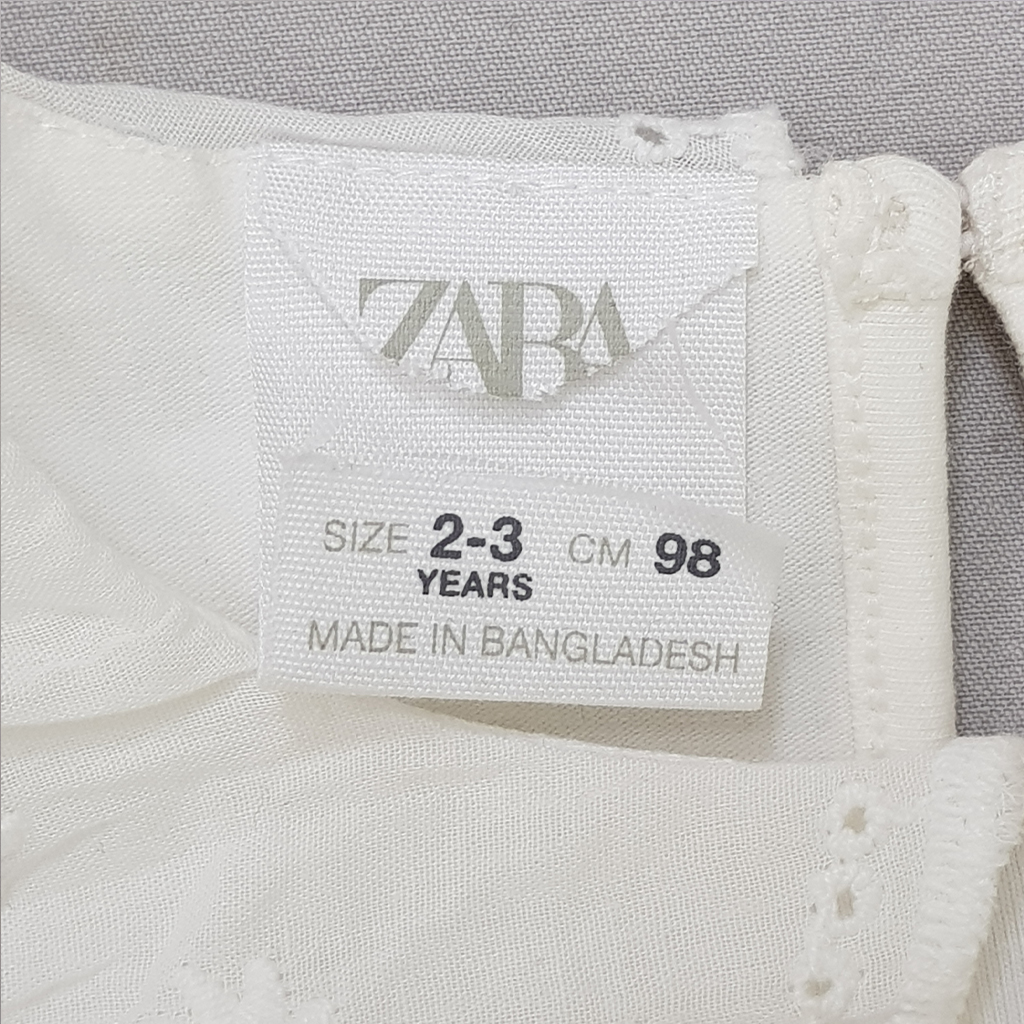 ZARA
SIZE 2-3 CM 98
YEARS
MADE IN BANGLADESH